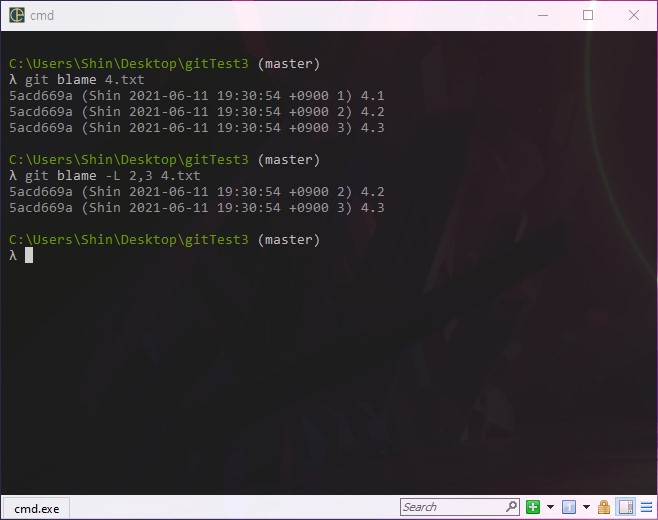 cmd
C:\Users\Shin\Desktop\gitTest3 (master)
λ git blame 4.txt
5acd669a (Shin 2021-06-11 19:30:54 +0900 1) 4.1
5acd669a (Shin 2021-06-11 19:30:54 +0900 2) 4.2
5acd669a (Shin 2021-06-11 19:30:54 +0900 3) 4.3
C:\Users\Shin\Desktop\gitTest3 (master)
λ git blame -L 2,3 4.txt
5acd669a (Shin 2021-06-11 19:30:54 +0900 2) 4.2
5acd669a (Shin 2021-06-11 19:30:54 +0900 3) 4.3
C:\Users\Shin\Desktop\gitTest3 (master)
λ
cmd.exe
Search